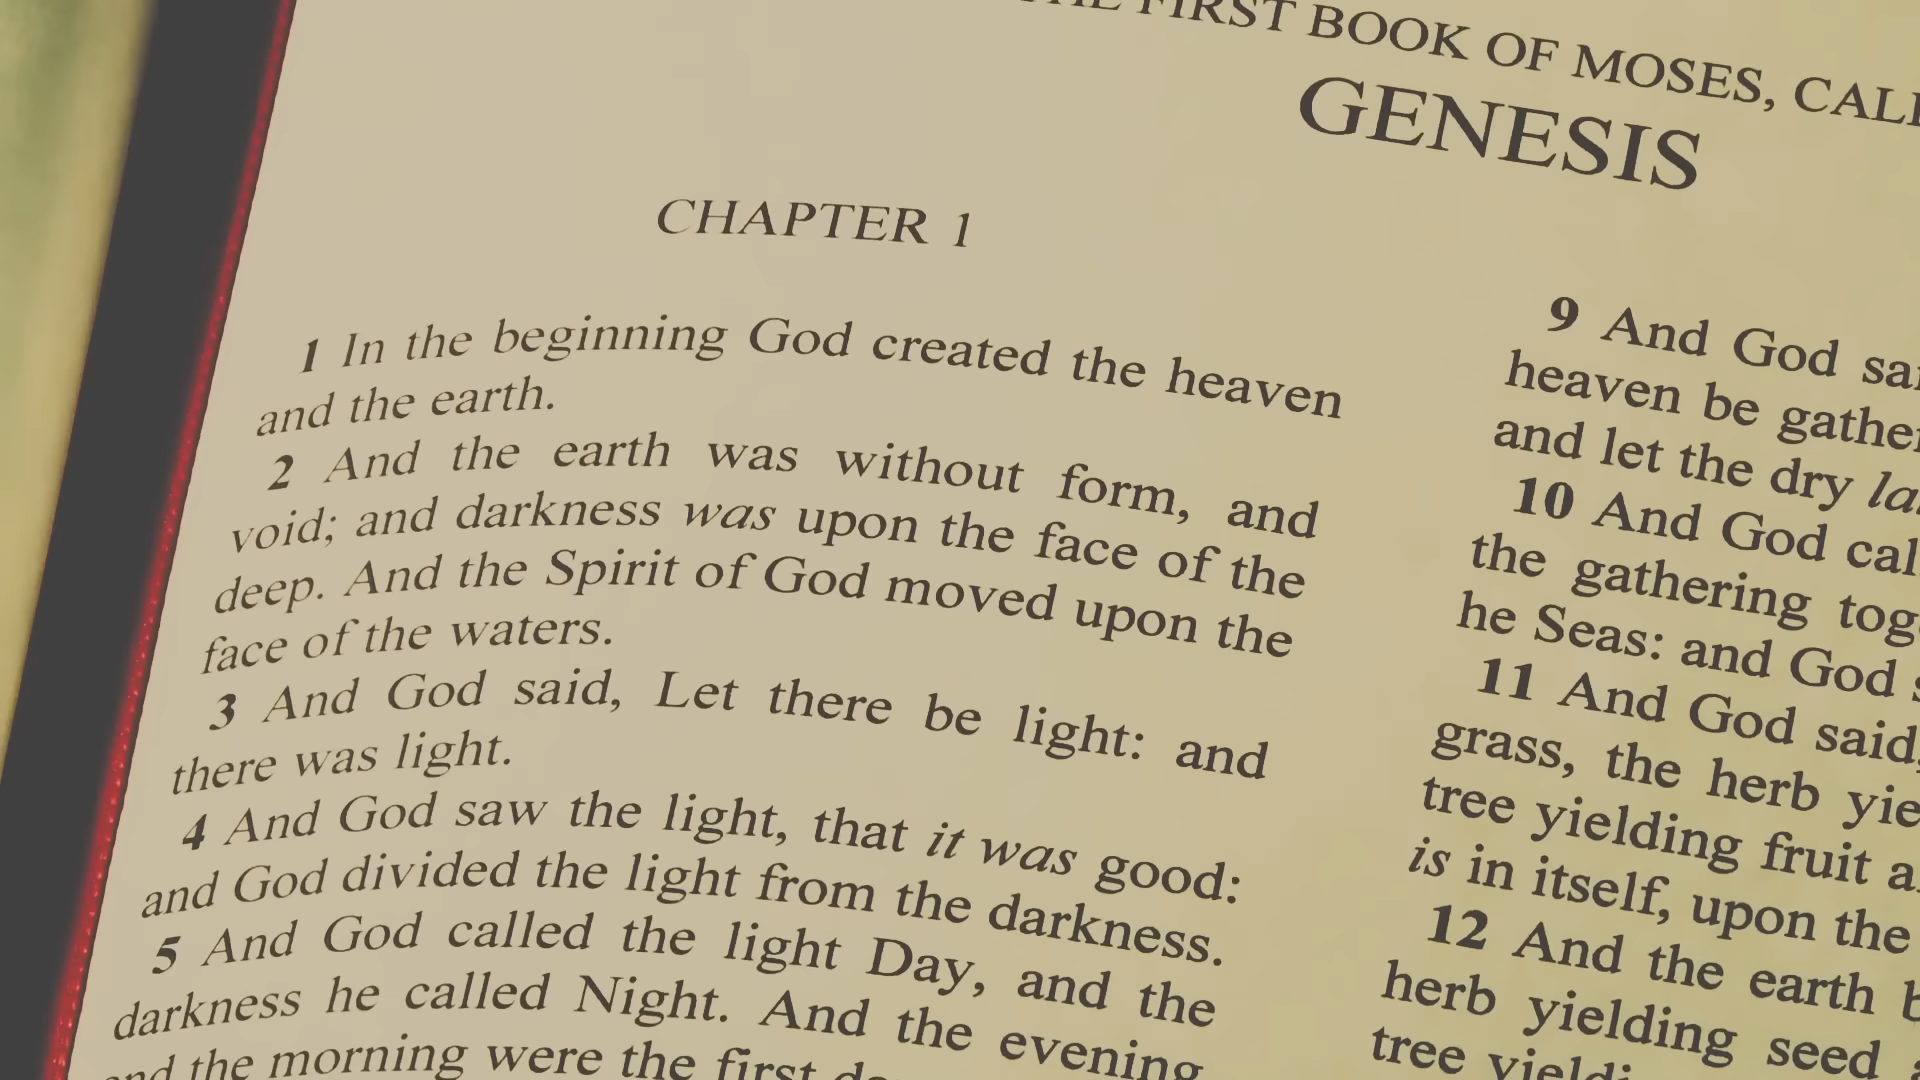 THE FIRST BOOK OF MOSES,
GENESIS
CHAPTER 1
1 In the beginning God created the heaven
and the earth.
2 And the earth was without form, and
void; and darkness was upon the face of the
deep. And the Spirit of God moved upon the
face of the waters.
3 And God said, Let there be light: and
there was light.
4 And God saw the light, that it was good:
and God divided the light from the darkness.
5 And God called the light Day, and the
darkness he called Night. And the evening
and the morning were the first
9 And God
heaven be
and let the dry
10 And God
the gathering
he Seas: and God
11 And God said,
grass, the herb
tree yielding fruit
is in itself, upon the
12 And the earth
herb yielding seed
tree